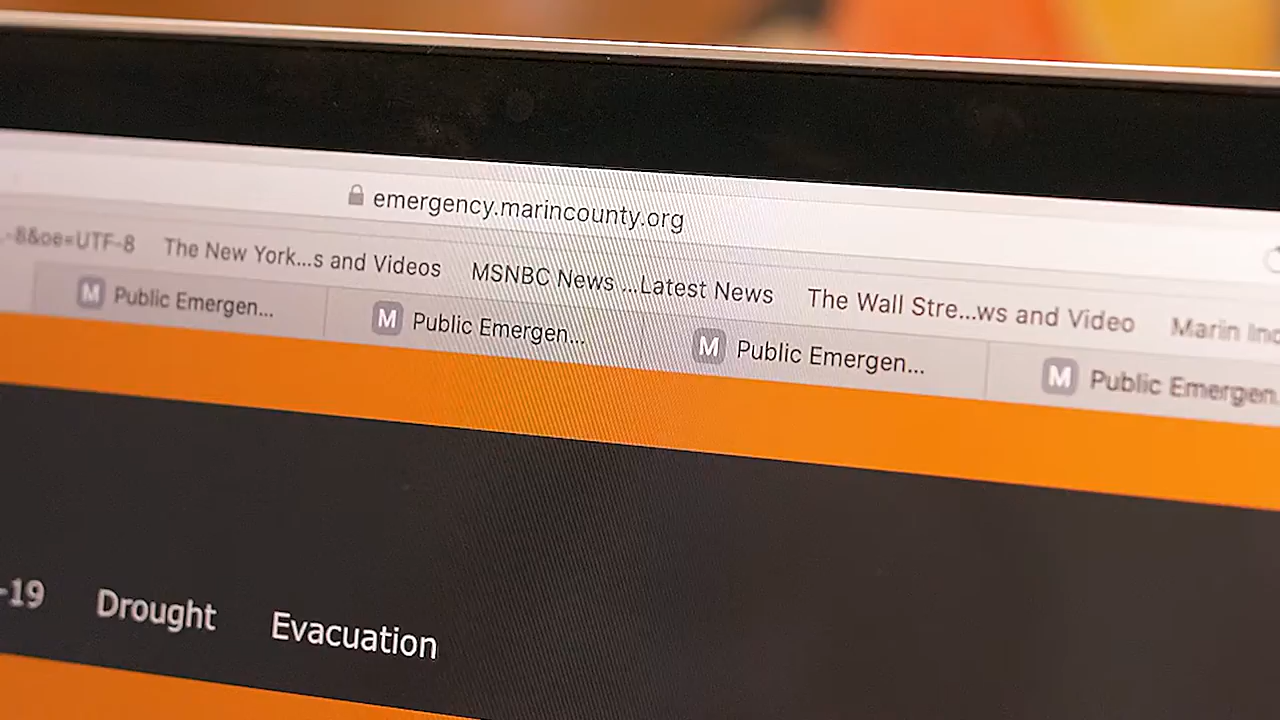 emergency.marincounty.org
-8&oe=UTF-8 The New York...s and Videos MSNBC News ...Latest News The Wall Stre...ws and Video Marin
M Public Emergen... M Public Emergen... M Public Emergen... M Public Emergen.
-19 Drought Evacuation